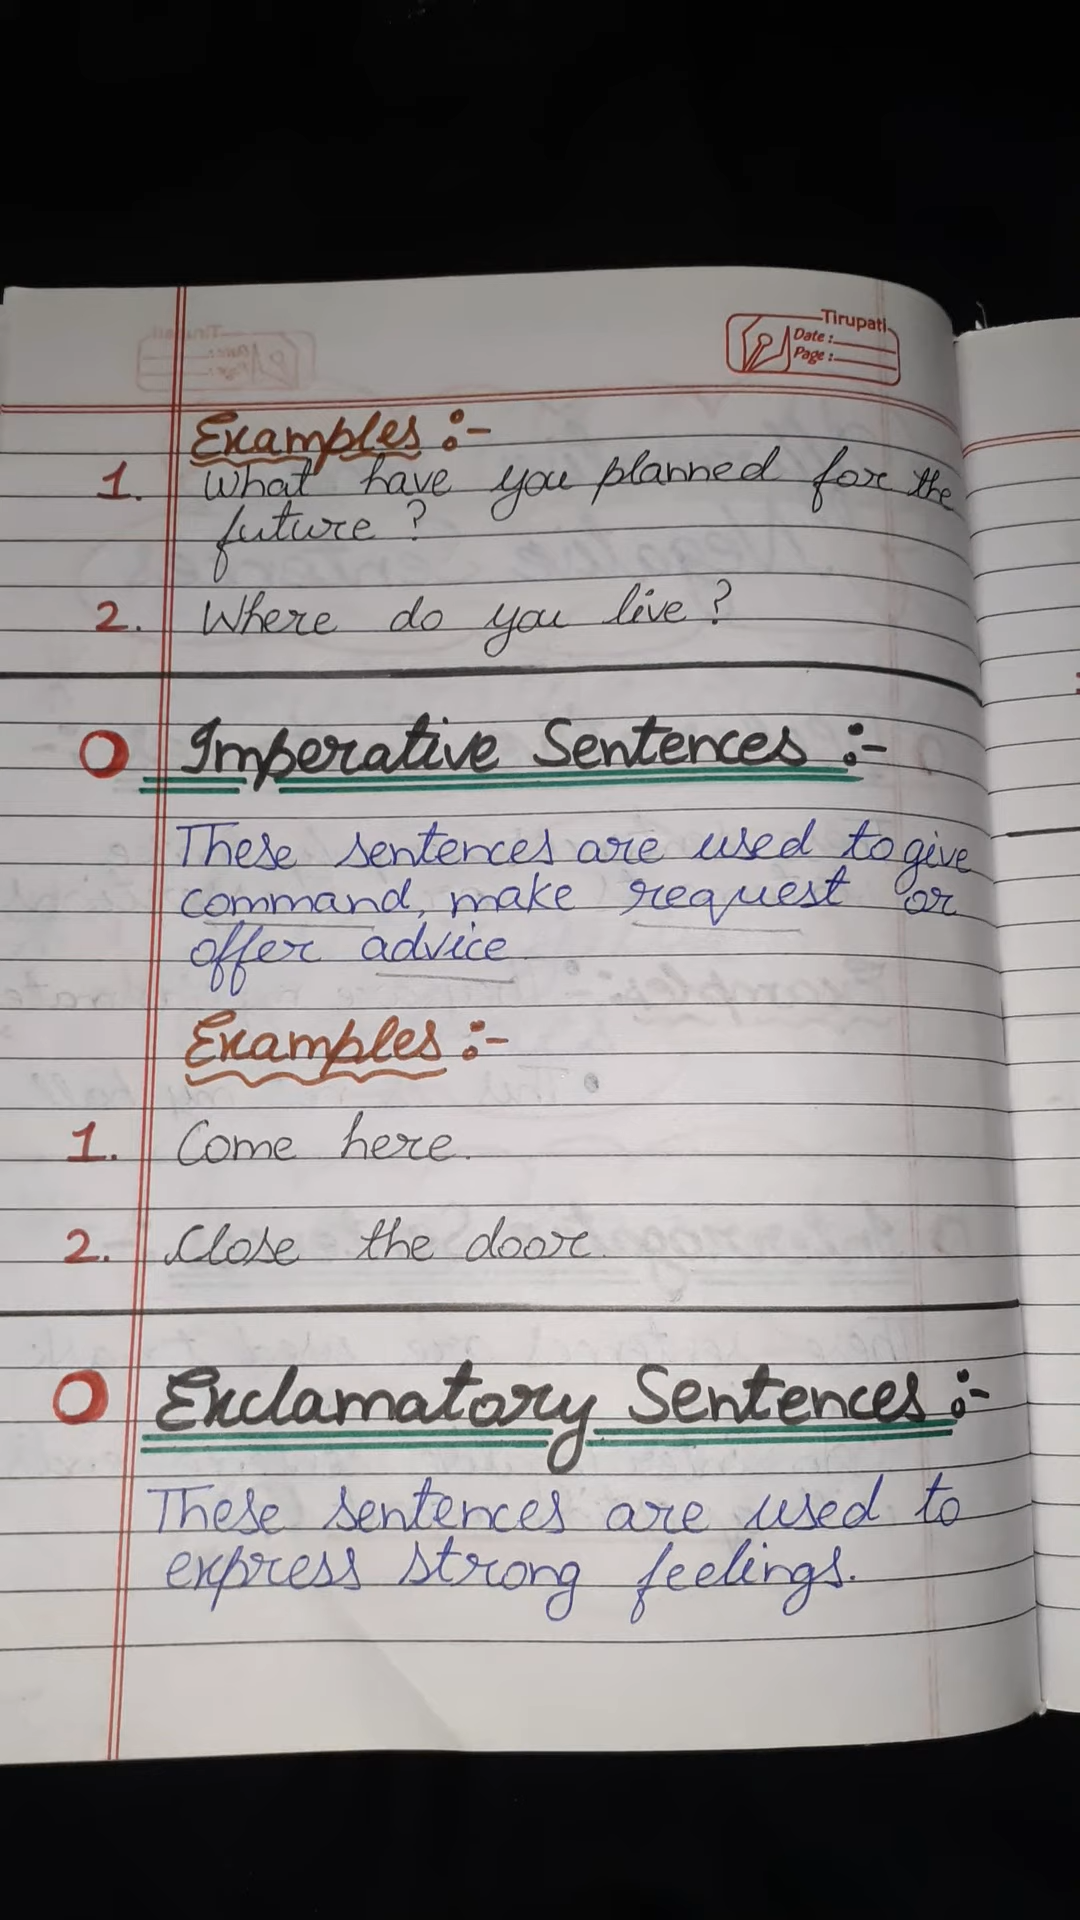 Tirupati
Date :
Page :
Examples :-
1. What have you planned for the
future ?
2. Where do you live ?
Imperative Sentences :-
These sentences are used to give
command, make request or
offer advice
Examples :-
1. Come here.
2. Close the door.
Exclamatory Sentences :-
These sentences are used to
express strong feelings.